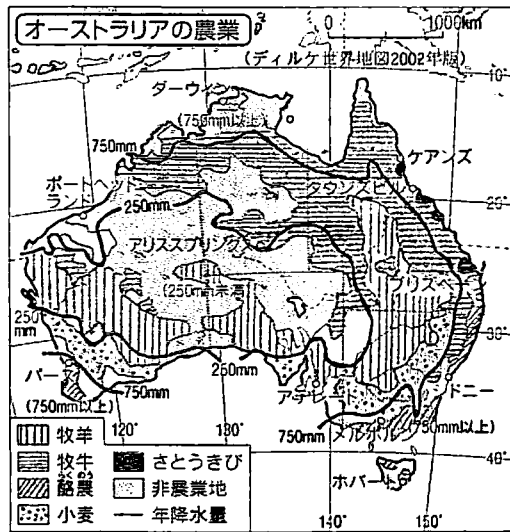 オーストラリアの農業
0 1000km
(ディルケ世界地図2002年版)
10°
ダーウィン
(750mm以上)
750mm
ケアンズ
ポートヘッド
ランド
タウンズビル
20°
250mm
アリススプリングス
(250mm未満)
ブリスベン
250
mm
30°
パース
750mm
250mm
アデレード
シドニー
(750mm以上)
120°
130°
750mm
メルボルン
(750mm以上)
40°
ホバート
140°
150°
牧羊
牧牛
酪農
らくのう
小麦
さとうきび
非農業地
年降水量